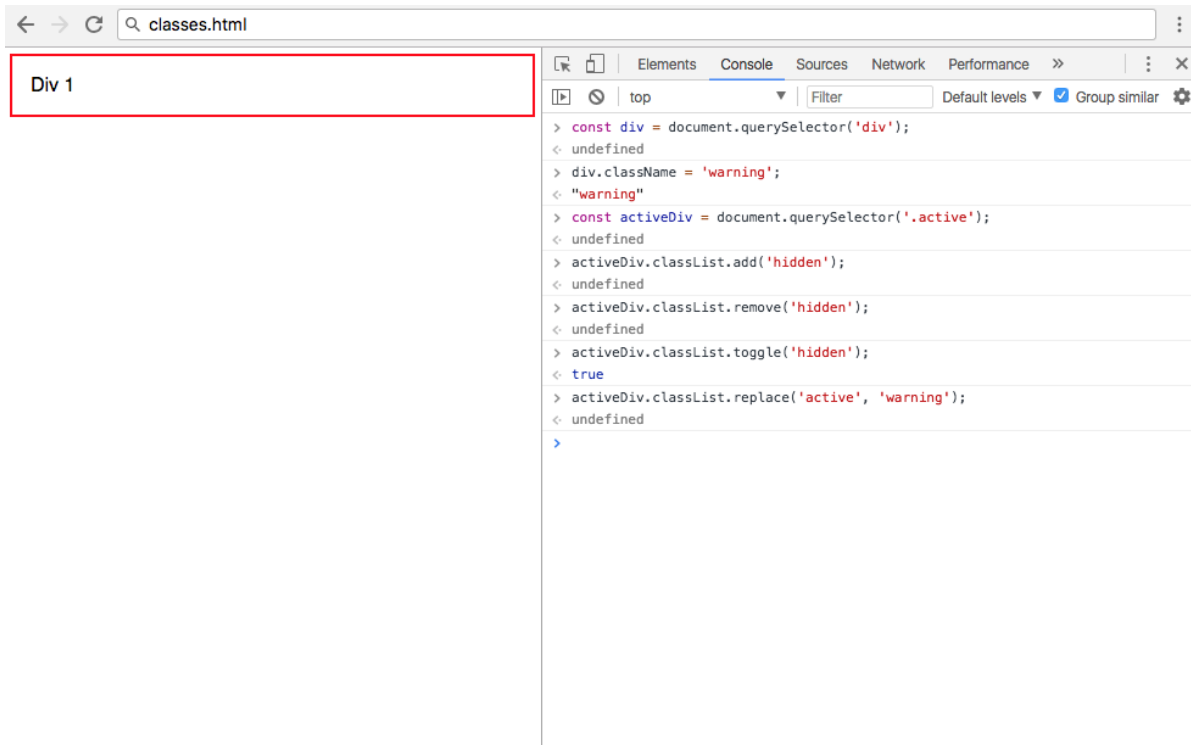 classes.html
Div 1
Elements Console Sources Network Performance »
top Filter Default levels Group similar
> const div = document.querySelector('div');
undefined
> div.className = 'warning';
"warning"
> const activeDiv = document.querySelector('.active');
undefined
> activeDiv.classList.add('hidden');
undefined
> activeDiv.classList.remove('hidden');
undefined
> activeDiv.classList.toggle('hidden');
true
> activeDiv.classList.replace('active', 'warning');
undefined
>